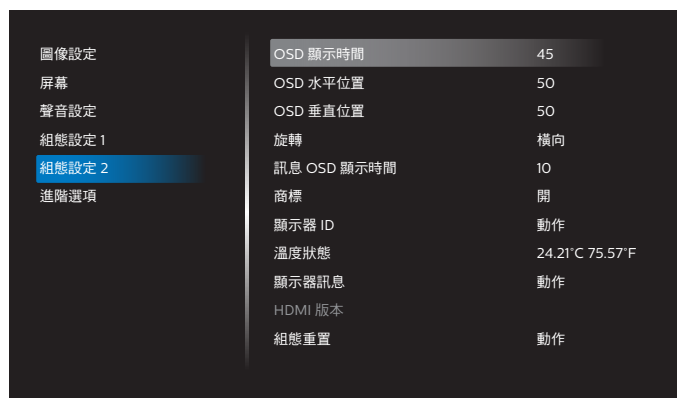 圖像設定
屏幕
聲音設定
組態設定 1
組態設定 2
進階選項
OSD 顯示時間 45
OSD 水平位置 50
OSD 垂直位置 50
旋轉 橫向
訊息 OSD 顯示時間 10
商標 開
顯示器 ID 動作
溫度狀態 24.21°C 75.57°F
顯示器訊息 動作
HDMI 版本
組態重置 動作